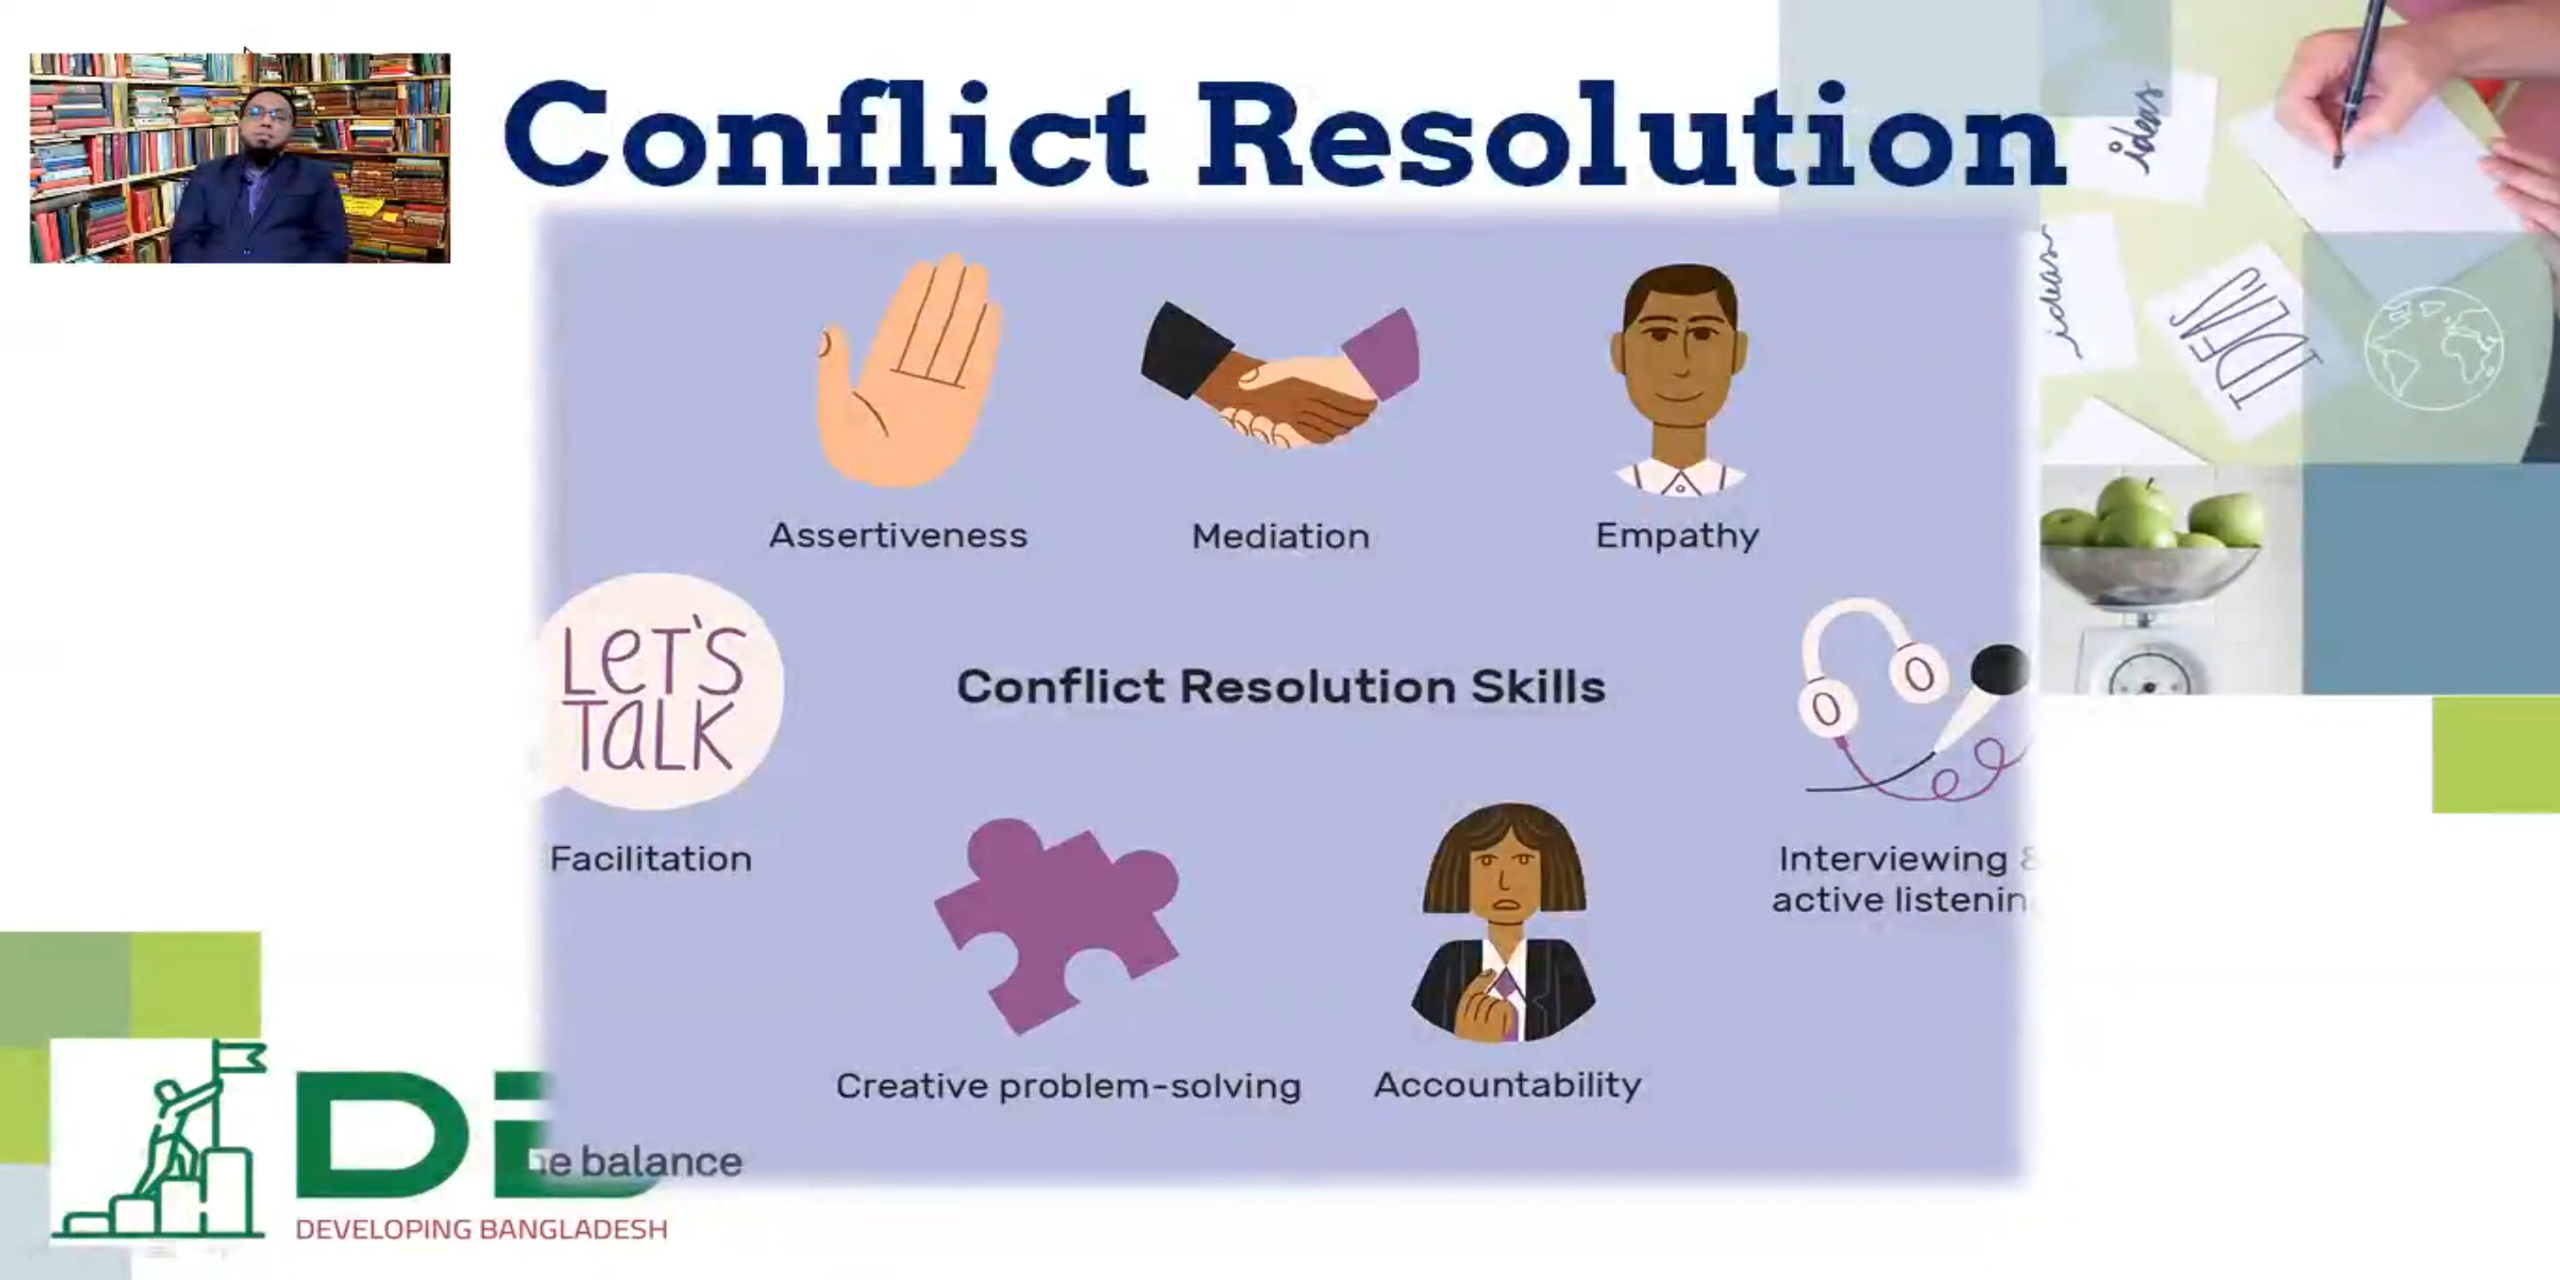 Conflict Resolution
ideas
ideas
IDEAS
Assertiveness
Mediation
Empathy
LET'S
TALK
Conflict Resolution Skills
Facilitation
Interviewing &
active listenin
Creative problem-solving
Accountability
e balance
DEVELOPING BANGLADESH